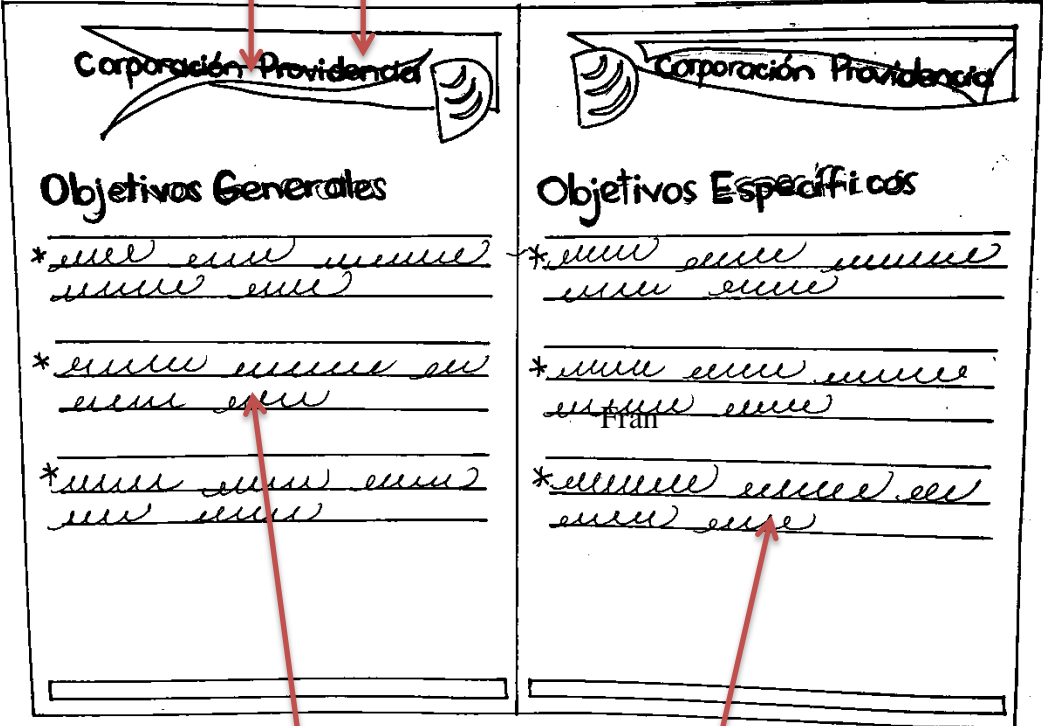 Corporación Providencia
Objetivos Generales
*
*
*
Corporación Providencia
Objetivos Específicos
*
*
Fran
*